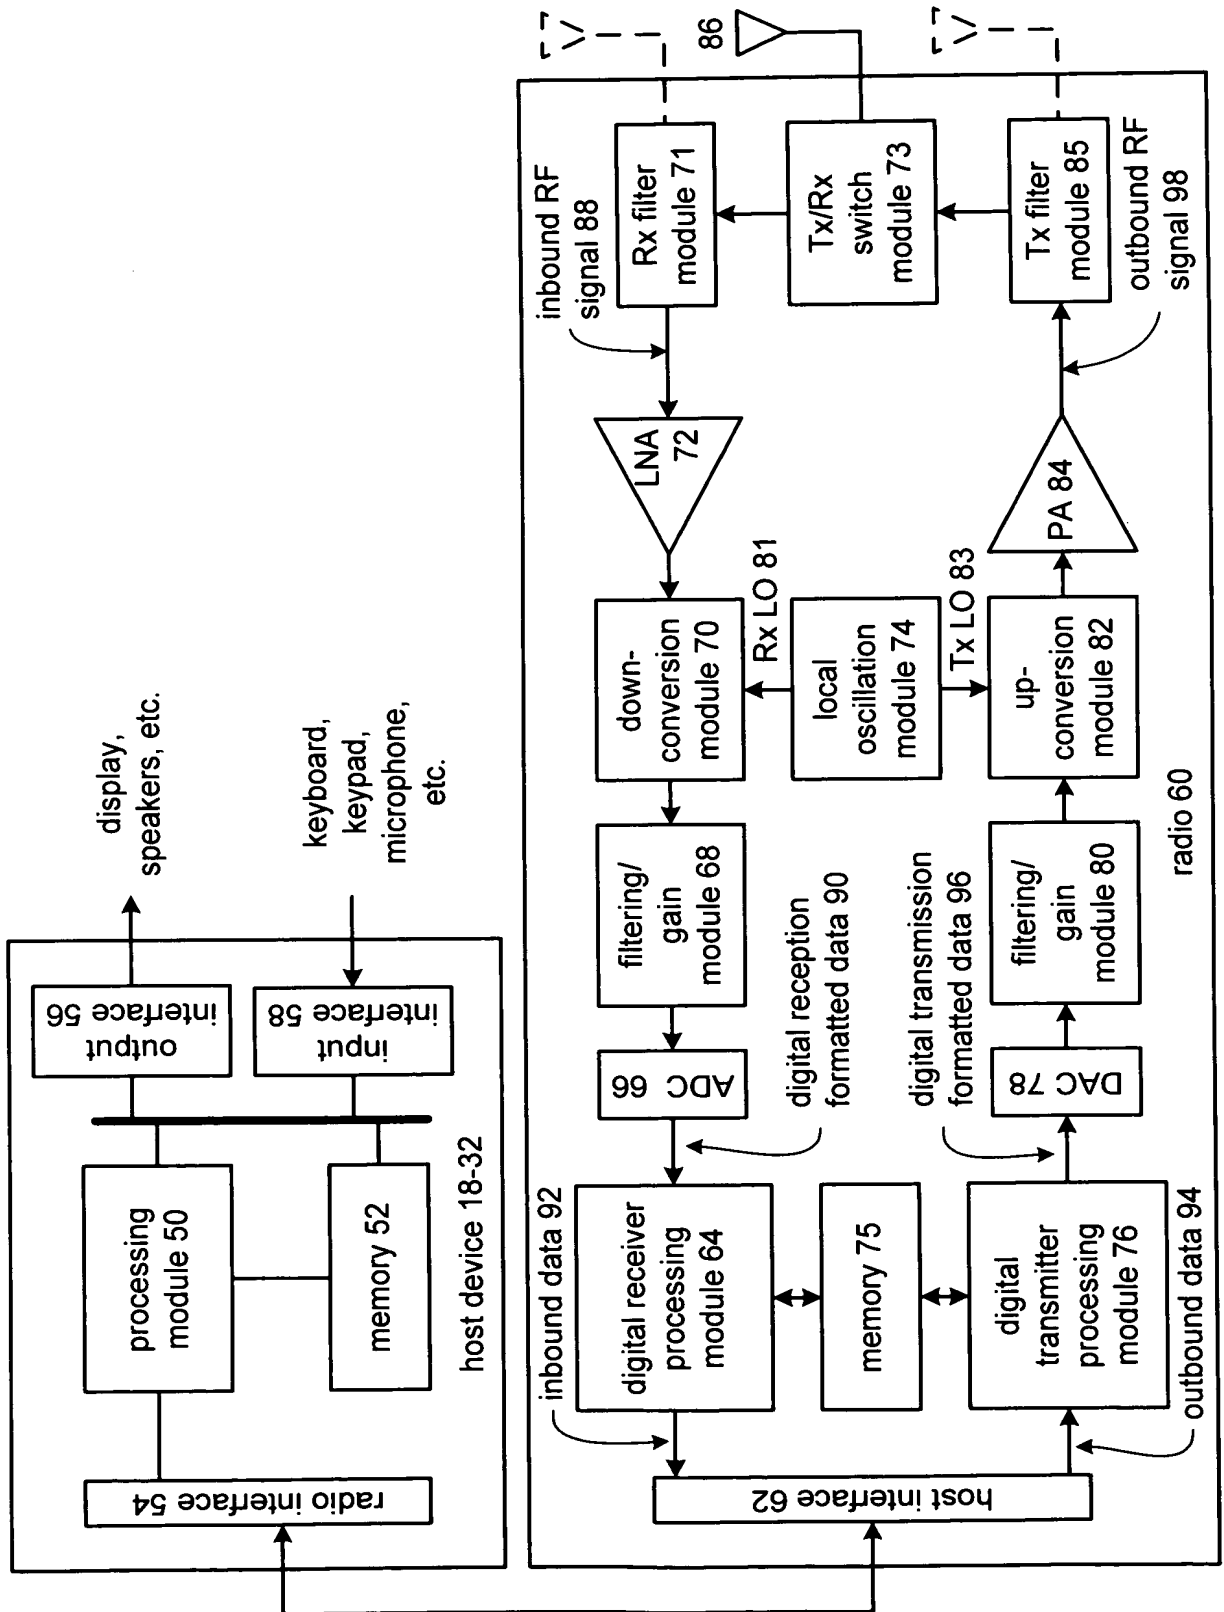 radio interface 54
processing
module 50
memory 52
host device 18-32
output
interface 56
input
interface 58
display,
speakers, etc.
keyboard,
keypad,
microphone,
etc.
host interface 62
inbound data 92
digital receiver
processing
module 64
memory 75
digital
transmitter
processing
module 76
outbound data 94
ADC 66
digital reception
formatted data 90
digital transmission
formatted data 96
DAC 78
filtering/
gain
module 68
filtering/
gain
module 80
down-
conversion
module 70
Rx LO 81
local
oscillation
module 74
Tx LO 83
up-
conversion
module 82
LNA
72
PA 84
inbound RF
signal 88
Rx filter
module 71
Tx/Rx
switch
module 73
Tx filter
module 85
outbound RF
signal 98
86
radio 60